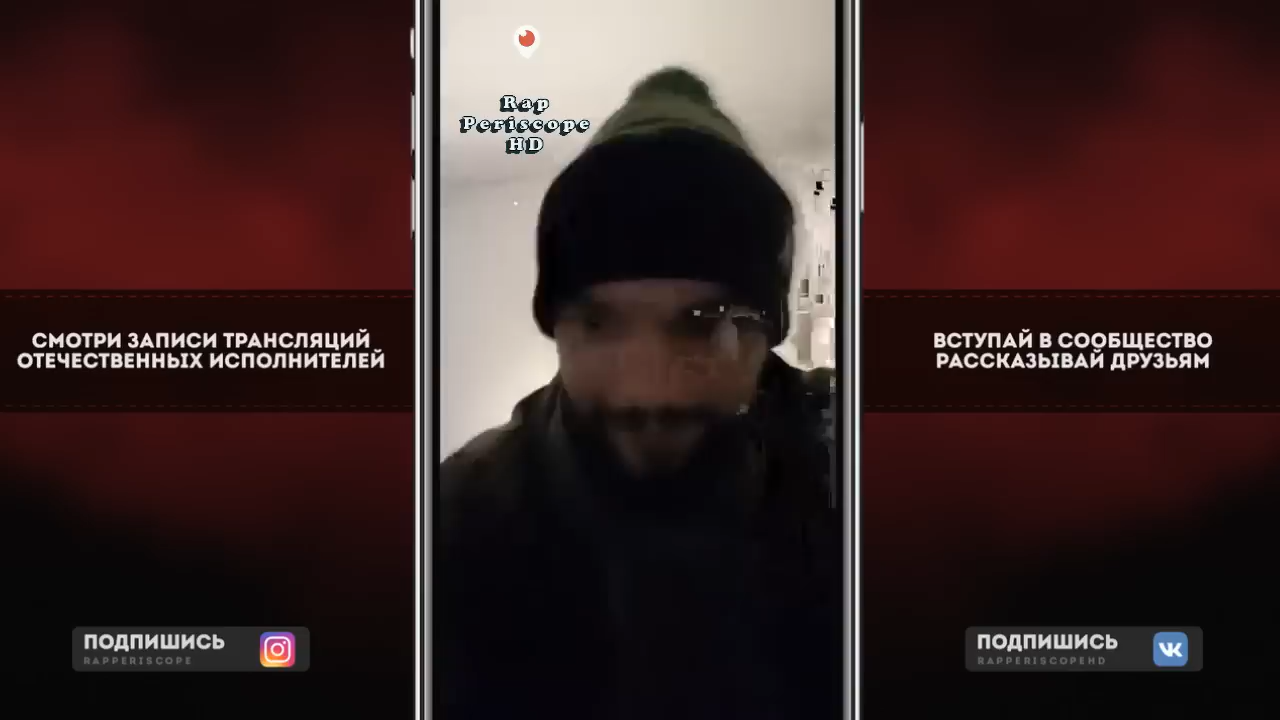 Rap
Periscope
HD
СМОТРИ ЗАПИСИ ТРАНСЛЯЦИЙ
ОТЕЧЕСТВЕННЫХ ИСПОЛНИТЕЛЕЙ
ВСТУПАЙ В СООБЩЕСТВО
РАССКАЗЫВАЙ ДРУЗЬЯМ
ПОДПИШИСЬ
RAPPERISCOPE
ПОДПИШИСЬ
RAPPERISCOPEHD